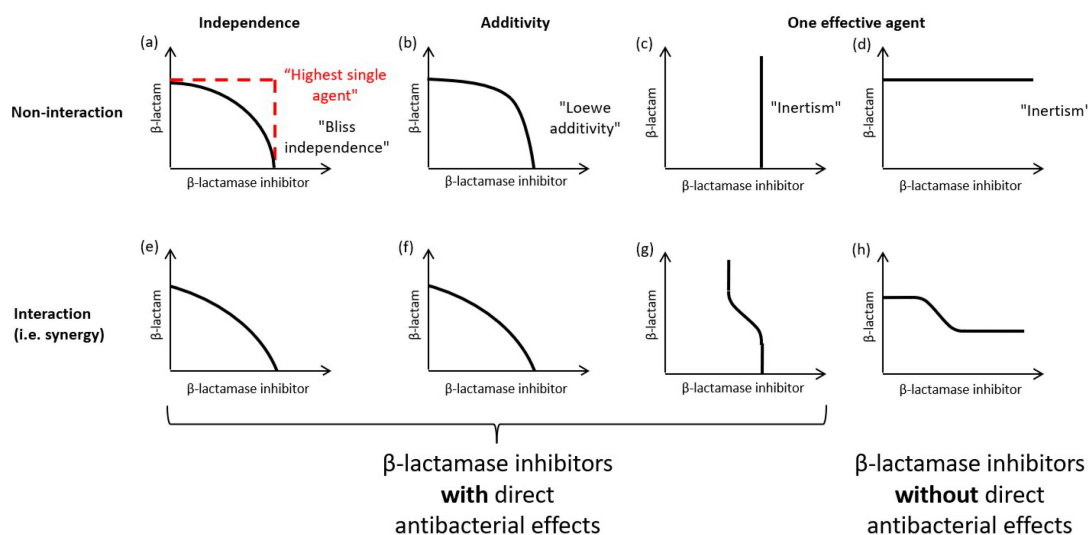 Independence
Additivity
One effective agent
Non-interaction
(a)
β-lactam
β-lactamase inhibitor
“Highest single
agent"
"Bliss
independence"
(b)
β-lactam
β-lactamase inhibitor
"Loewe
additivity"
(c)
β-lactam
β-lactamase inhibitor
"Inertism"
(d)
β-lactam
β-lactamase inhibitor
"Inertism'
Interaction
(i.e. synergy)
(e)
β-lactam
β-lactamase inhibitor
(f)
β-lactam
β-lactamase inhibitor
(g)
β-lactam
β-lactamase inhibitor
(h)
β-lactam
β-lactamase inhibitor
β-lactamase inhibitors
with direct
antibacterial effects
β-lactamase inhibitors
without direct
antibacterial effects